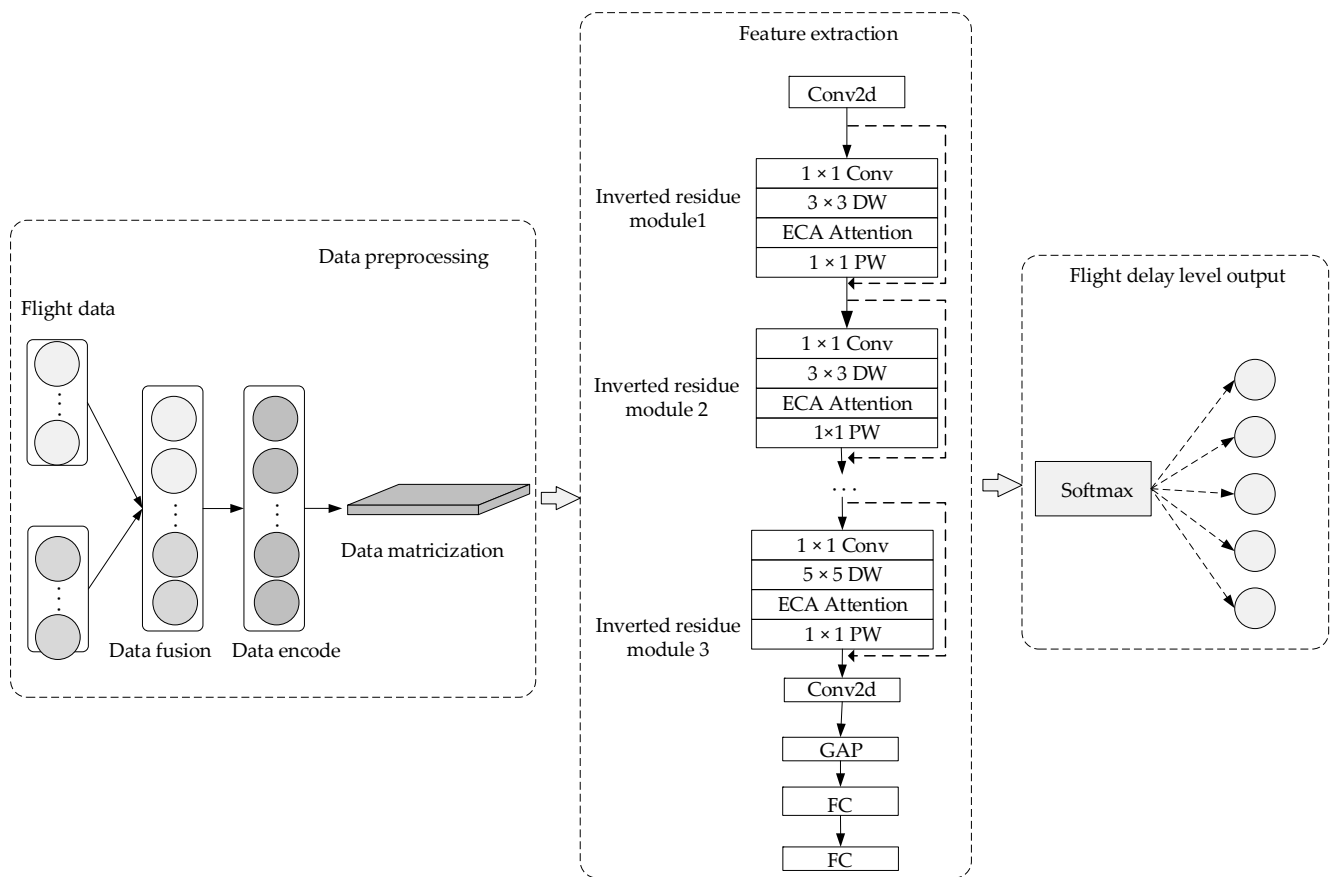 Data preprocessing
Flight data
Data fusion
Data encode
Data matricization
Feature extraction
Conv2d
Inverted residue
module1
1 × 1 Conv
3 × 3 DW
ECA Attention
1 × 1 PW
Inverted residue
module 2
1 × 1 Conv
3 × 3 DW
ECA Attention
1×1 PW
...
Inverted residue
module 3
1 × 1 Conv
5 × 5 DW
ECA Attention
1 × 1 PW
Conv2d
GAP
FC
FC
Flight delay level output
Softmax